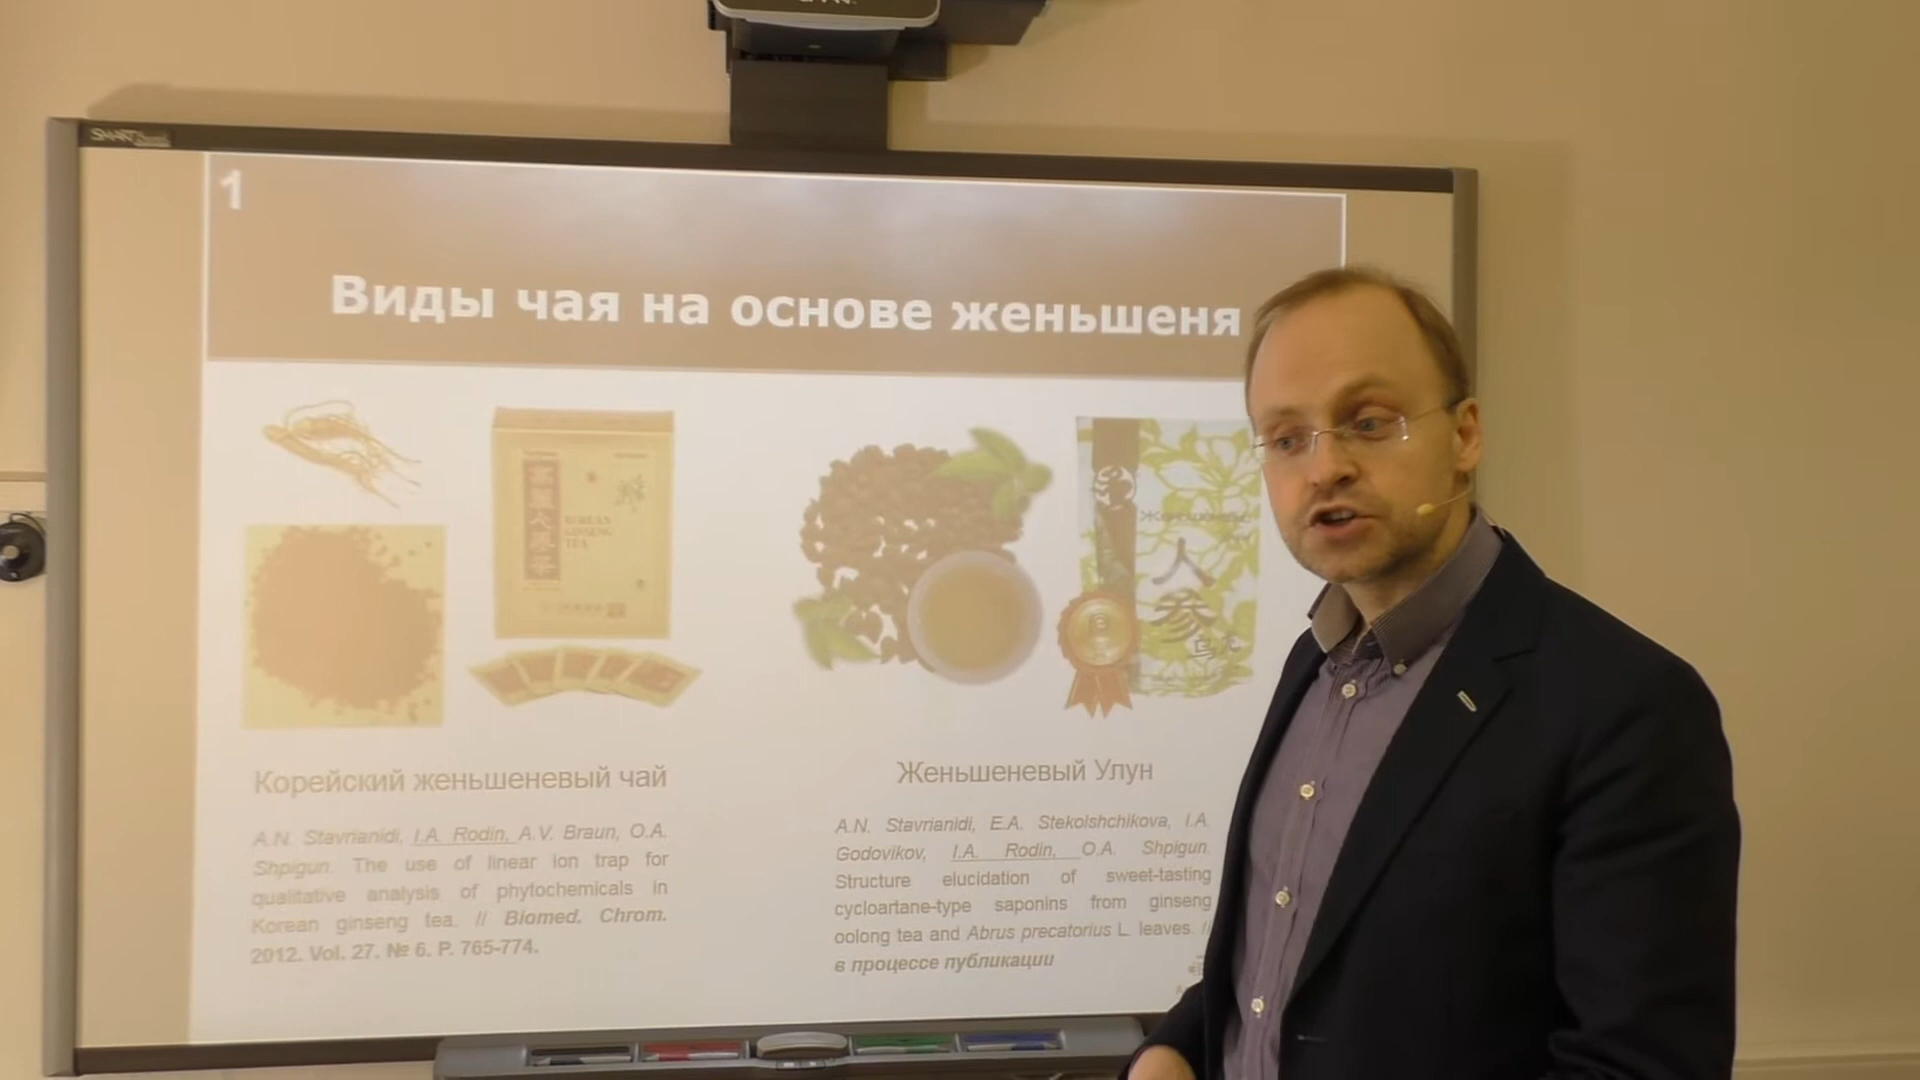 SMART
1
Виды чая на основе женьшеня
KOREAN
GINSENG
TEA
人
参
乌龙
Корейский женьшеневый чай
A.N. Stavrianidi, I.A. Rodin, A.V. Braun, O.A.
Shpigun. The use of linear ion trap for
qualitative analysis of phytochemicals in
Korean ginseng tea. // Biomed. Chrom.
2012. Vol. 27. № 6. P. 765-774.
Женьшеневый Улун
A.N. Stavrianidi, E.A. Stekolshchikova, I.A.
Godovikov, I.A. Rodin, O.A. Shpigun.
Structure elucidation of sweet-tasting
cycloartane-type saponins from ginseng
oolong tea and Abrus precatorius L. leaves. //
в процессе публикации